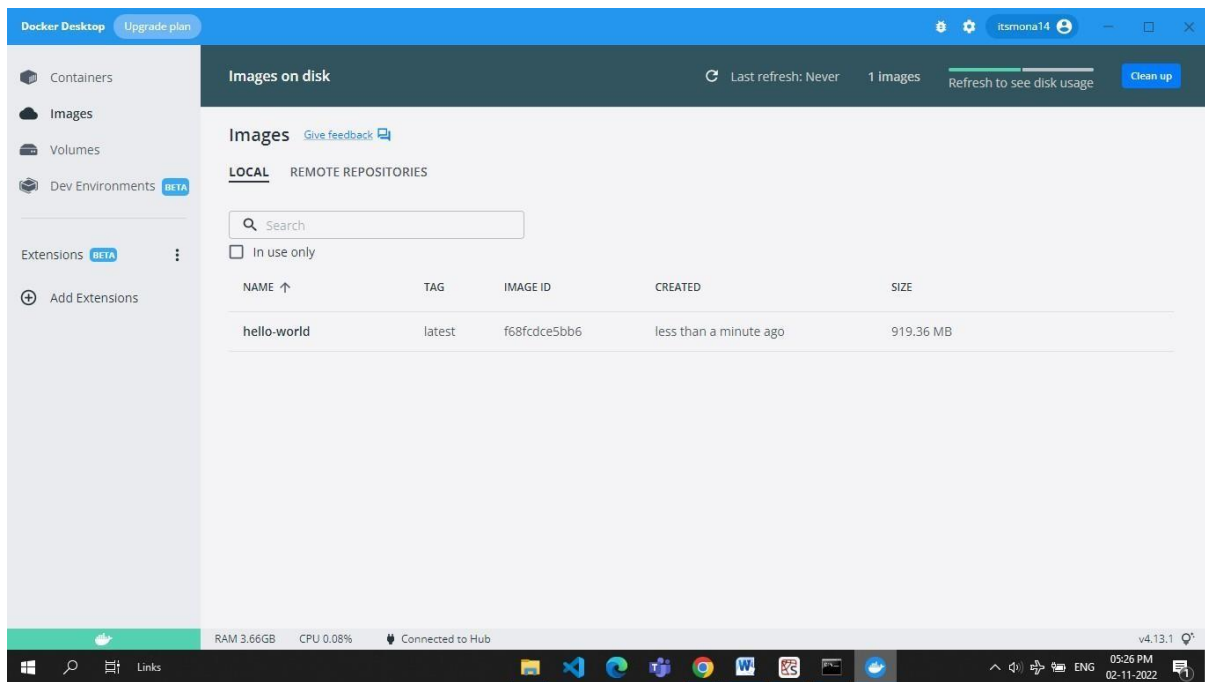 Docker Desktop Upgrade plan itsmona14
Containers
Images
Volumes
Dev Environments BETA
Extensions BETA
Add Extensions
Images on disk Last refresh: Never 1 images Refresh to see disk usage Clean up
Images Give feedback
LOCAL REMOTE REPOSITORIES
Search
In use only
NAME TAG IMAGE ID CREATED SIZE
hello-world latest f68fcdce5bb6 less than a minute ago 919.36 MB
RAM 3.66GB CPU 0.08% Connected to Hub v4.13.1
Links ENG 05:26 PM
02-11-2022